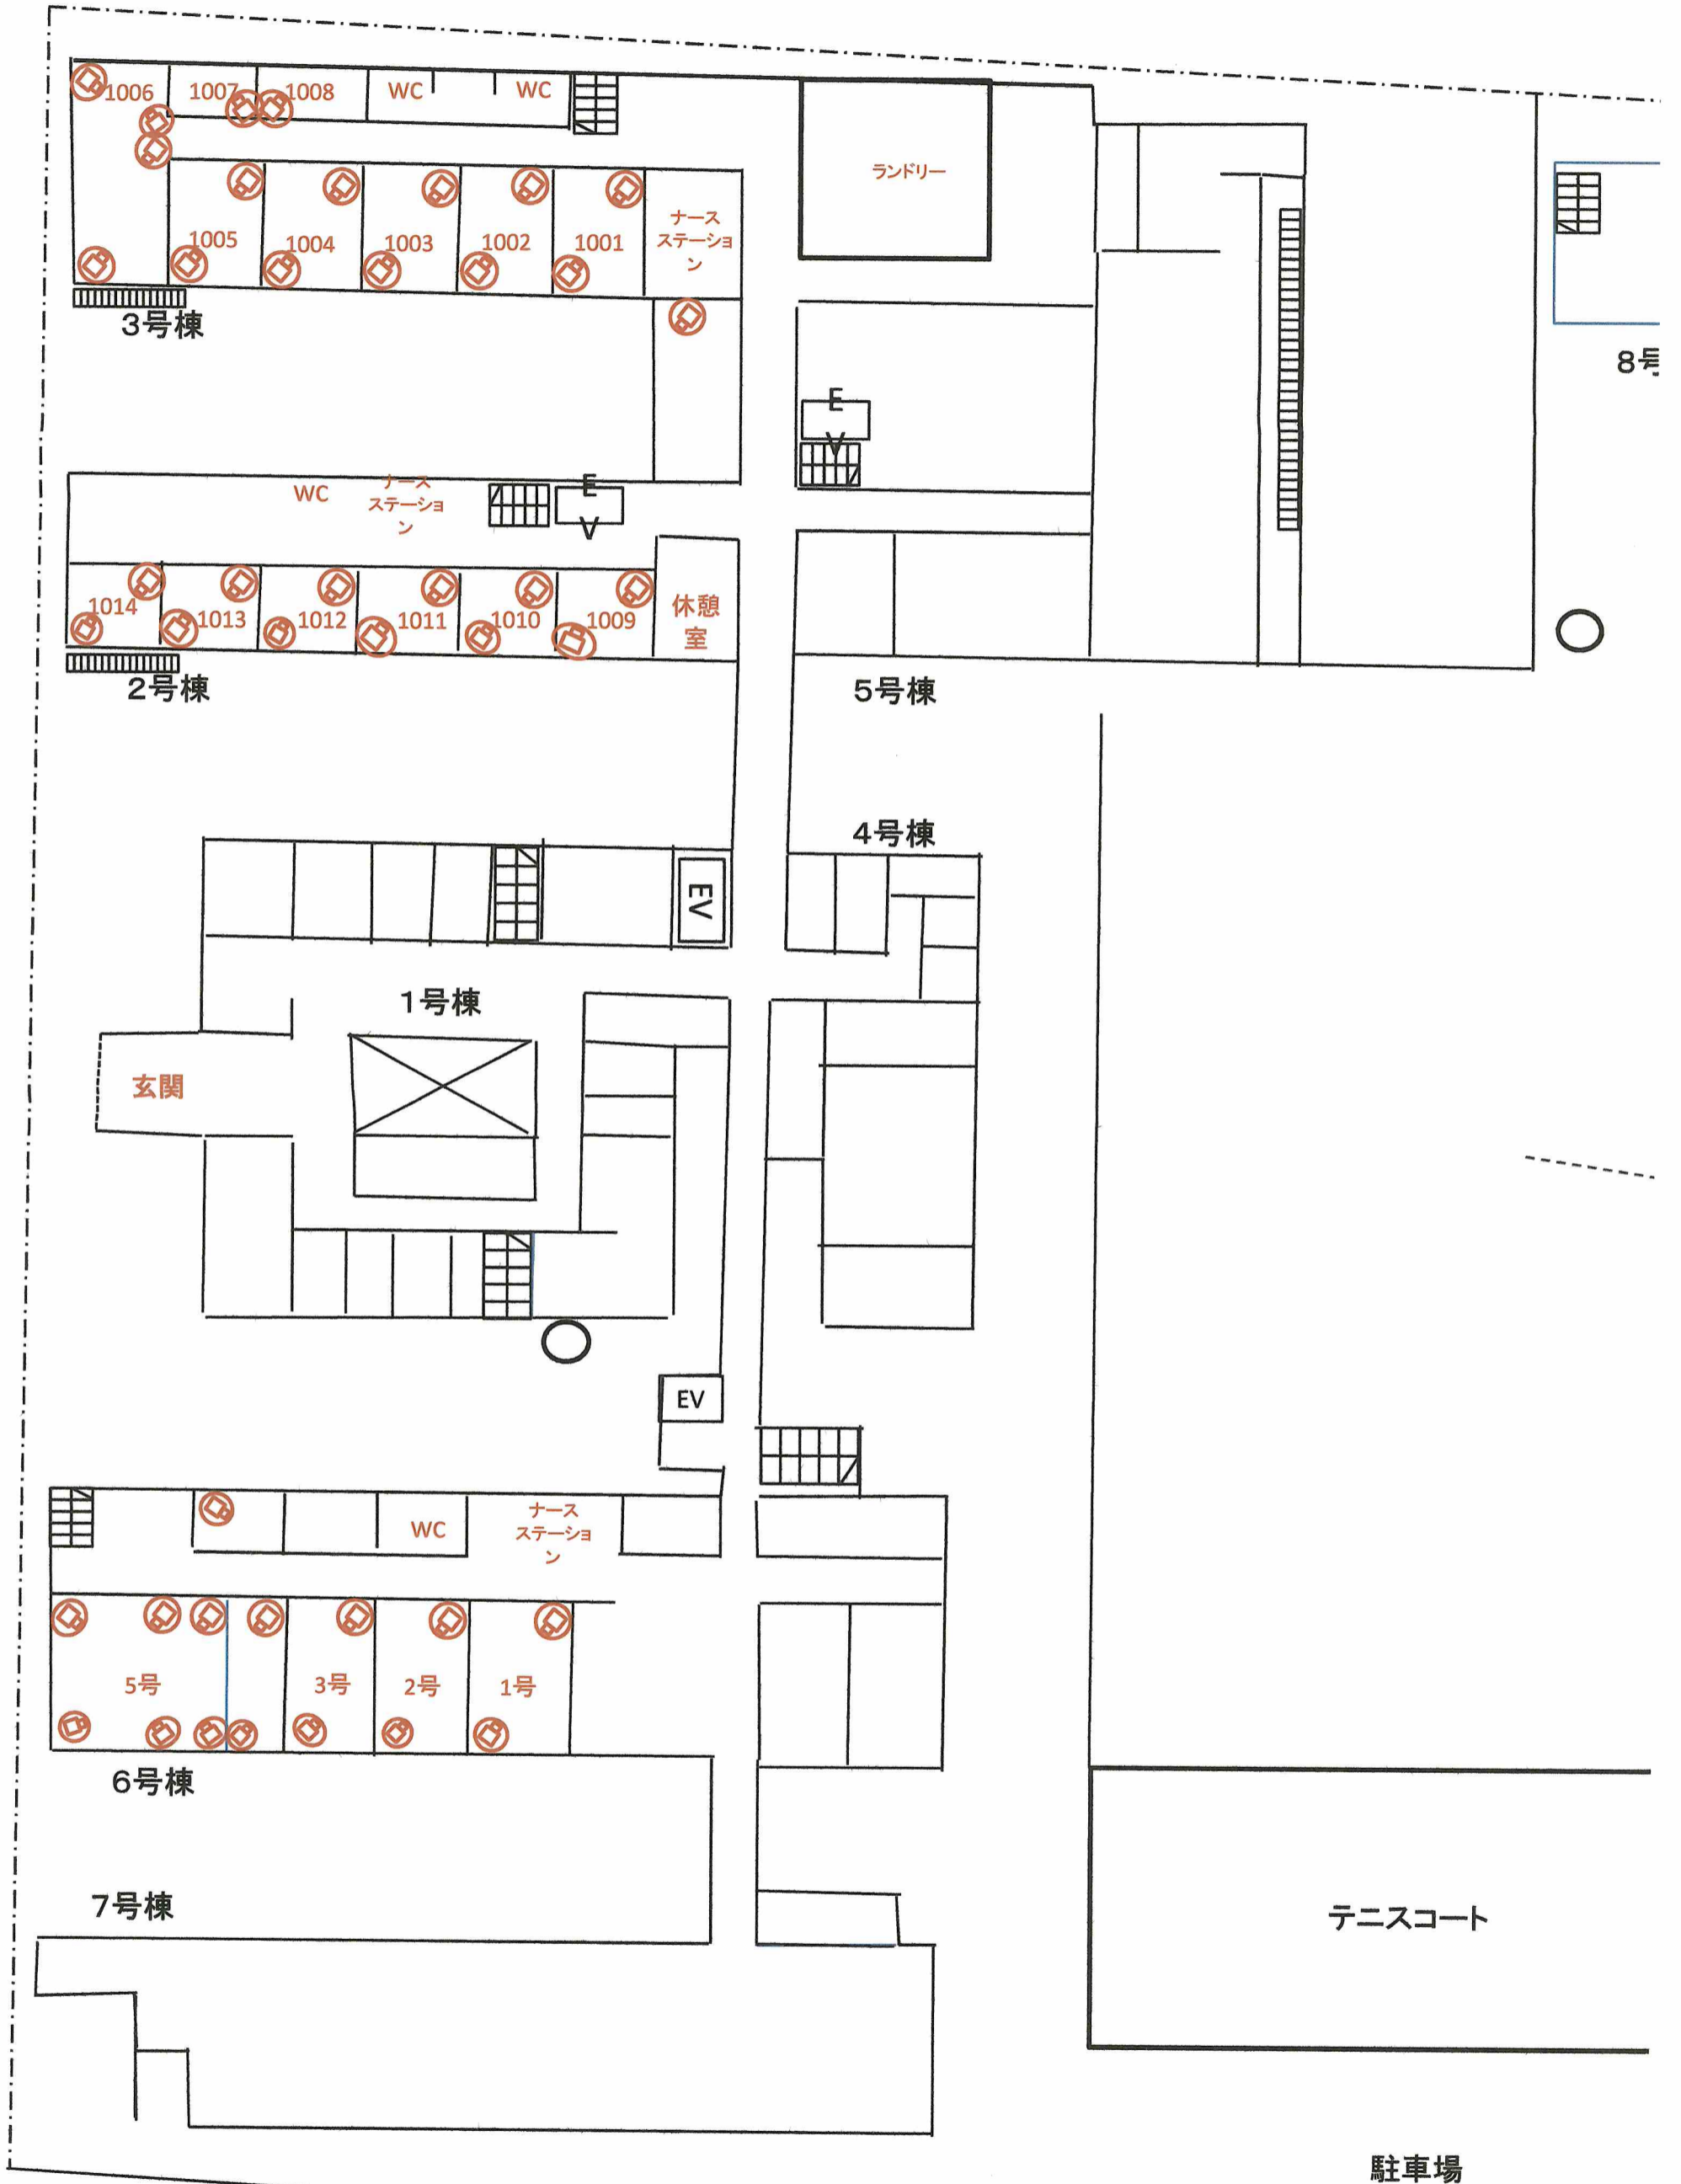 1006
1007
1008
WC
WC
ランドリー
ナース
ステーショ
ン
1005
1004
1003
1002
1001
3号棟
8号
E
V
WC
ナース
ステーショ
ン
E
V
1014
1013
1012
1011
1010
1009
休憩
室
2号棟
5号棟
4号棟
EV
1号棟
玄関
EV
WC
ナース
ステーショ
ン
5号
3号
2号
1号
6号棟
7号棟
テニスコート
駐車場